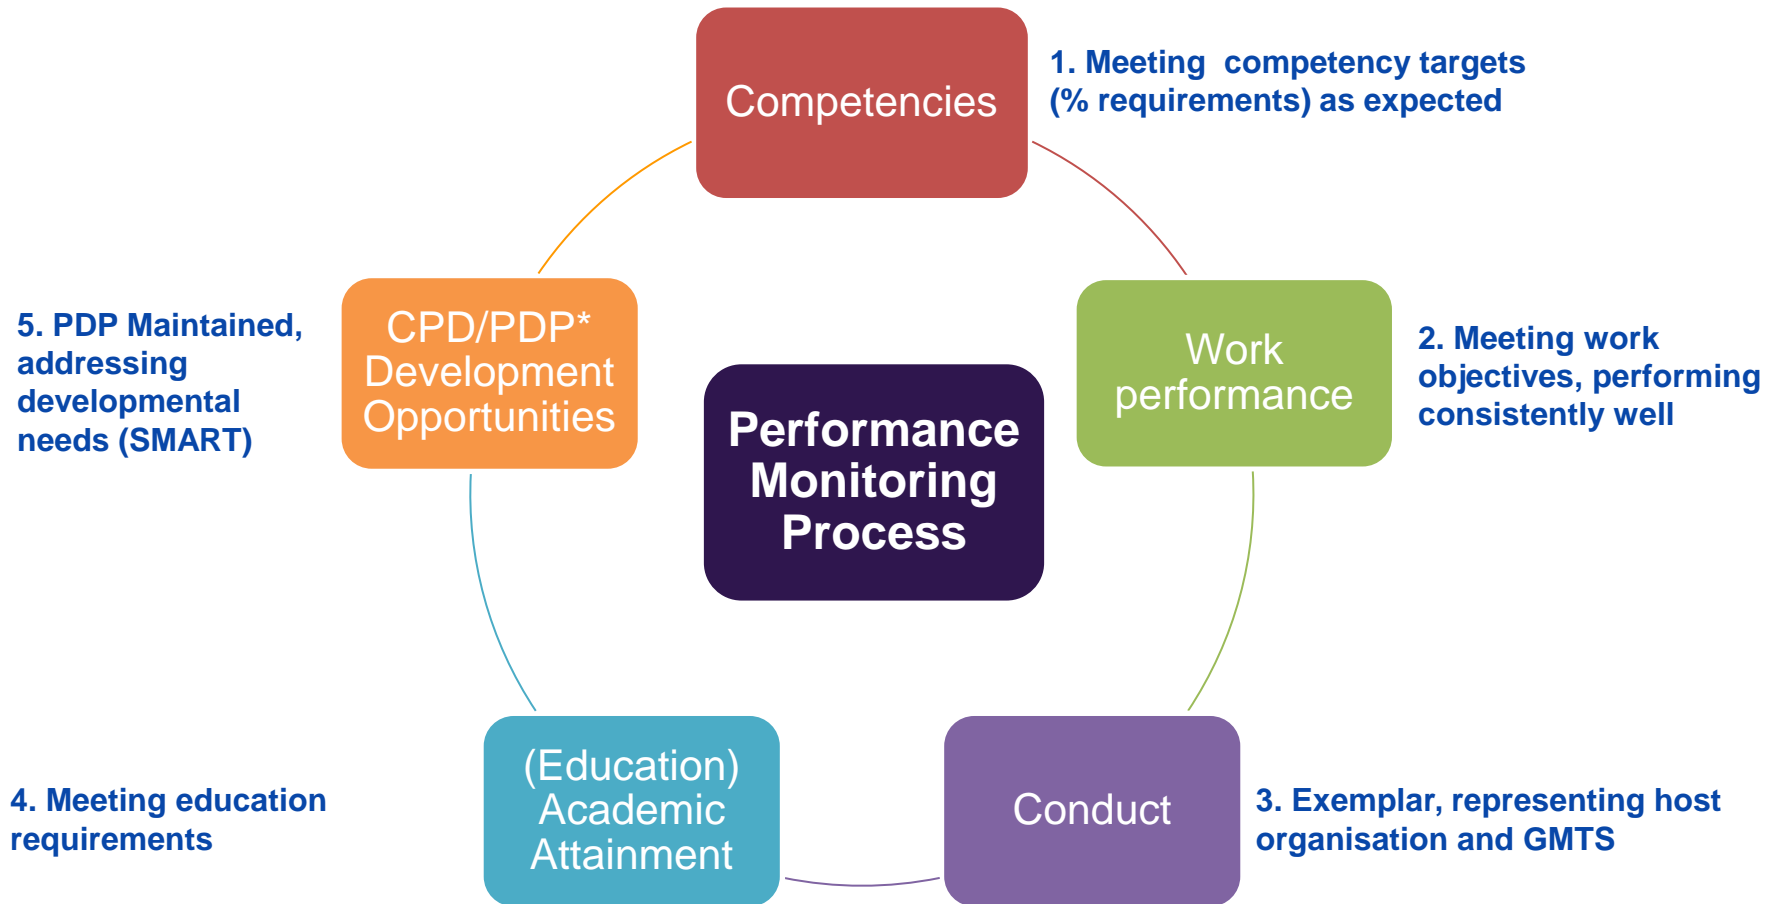 Competencies
1. Meeting  competency targets
(% requirements) as expected
Work
performance
2. Meeting work
objectives, performing
consistently well
Conduct
3. Exemplar, representing host
organisation and GMTS
(Education)
Academic
Attainment
4. Meeting education
requirements
CPD/PDP*
Development
Opportunities
5. PDP Maintained,
addressing
developmental
needs (SMART)
Performance
Monitoring
Process